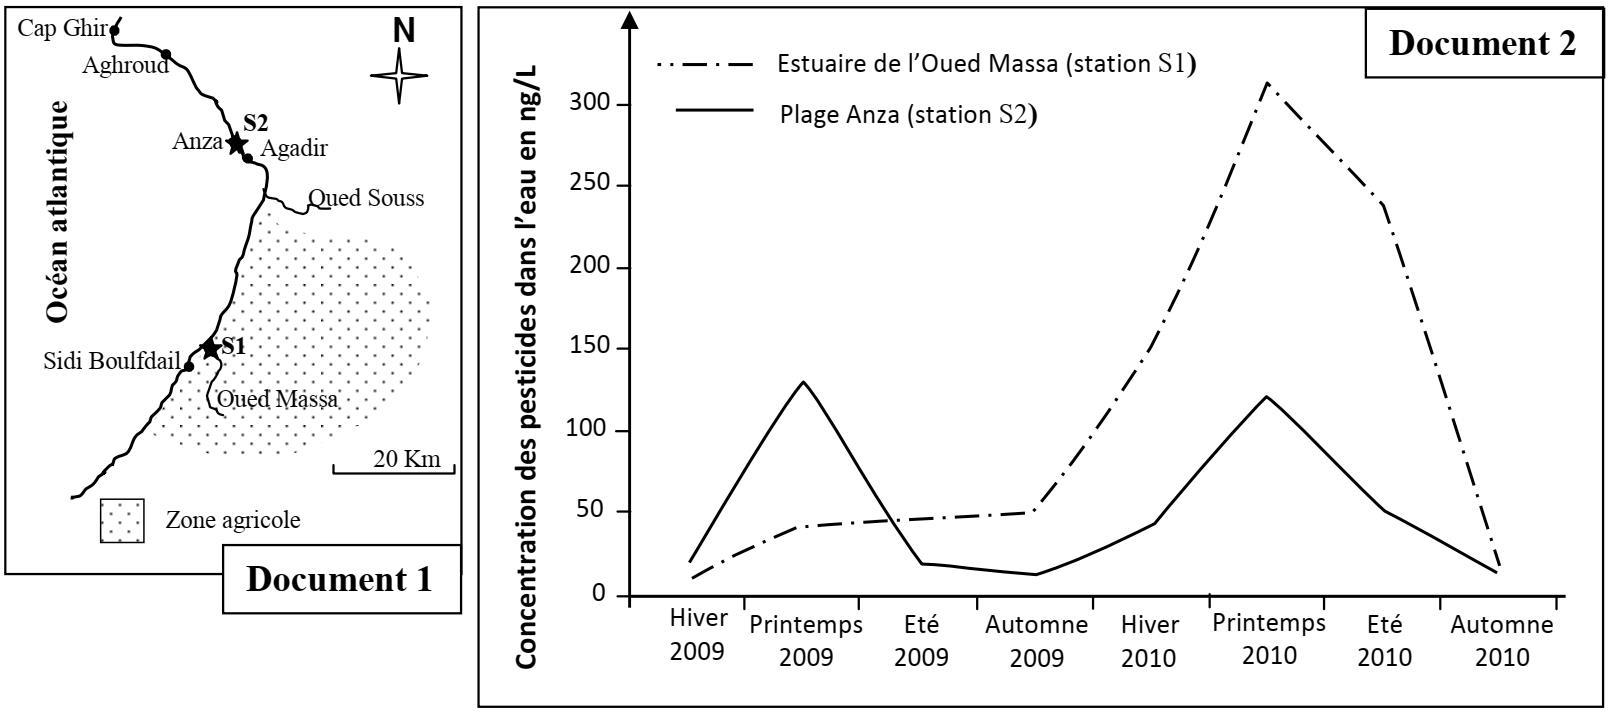 Cap Ghir
Aghroud
N
Océan atlantique
S2
Anza
Agadir
Oued Souss
S1
Sidi Boulfdail
Oued Massa
20 Km
Zone agricole
Document 1
Document 2
Concentration des pesticides dans l’eau en ng/L
Estuaire de l’Oued Massa (station S1)
Plage Anza (station S2)
300
250
200
150
100
50
0
Hiver 2009
Printemps 2009
Eté 2009
Automne 2009
Hiver 2010
Printemps 2010
Eté 2010
Automne 2010